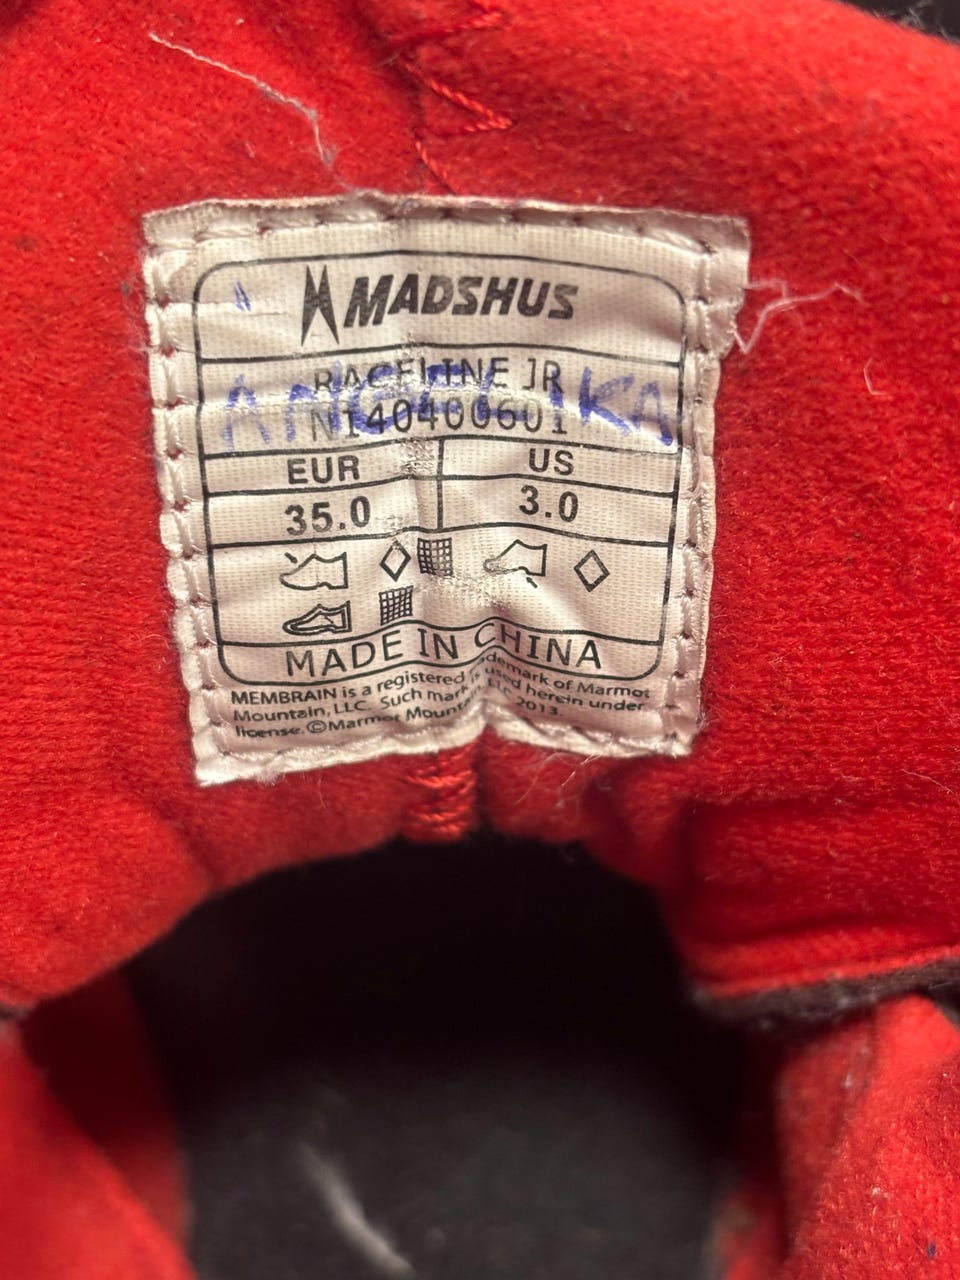 MADSHUS
RACELINE JR
ANGELIKA
N140400601
EUR US
35.0 3.0
MADE IN CHINA
MEMBRAIN is a registered trademark of Marmot
Mountain, LLC. Such mark is used herein under
license. ©Marmot Mountain LLC 2013.